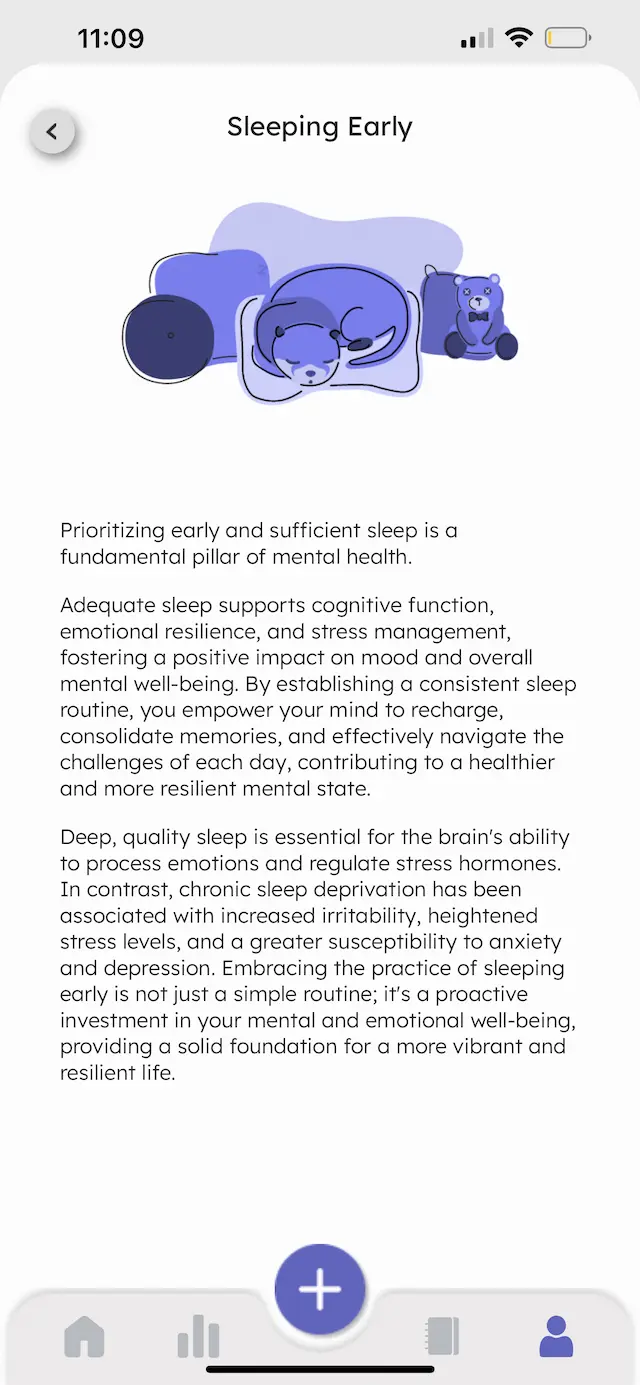 11:09
Sleeping Early
Prioritizing early and sufficient sleep is a
fundamental pillar of mental health.
Adequate sleep supports cognitive function,
emotional resilience, and stress management,
fostering a positive impact on mood and overall
mental well-being. By establishing a consistent sleep
routine, you empower your mind to recharge,
consolidate memories, and effectively navigate the
challenges of each day, contributing to a healthier
and more resilient mental state.
Deep, quality sleep is essential for the brain's ability
to process emotions and regulate stress hormones.
In contrast, chronic sleep deprivation has been
associated with increased irritability, heightened
stress levels, and a greater susceptibility to anxiety
and depression. Embracing the practice of sleeping
early is not just a simple routine; it's a proactive
investment in your mental and emotional well-being,
providing a solid foundation for a more vibrant and
resilient life.